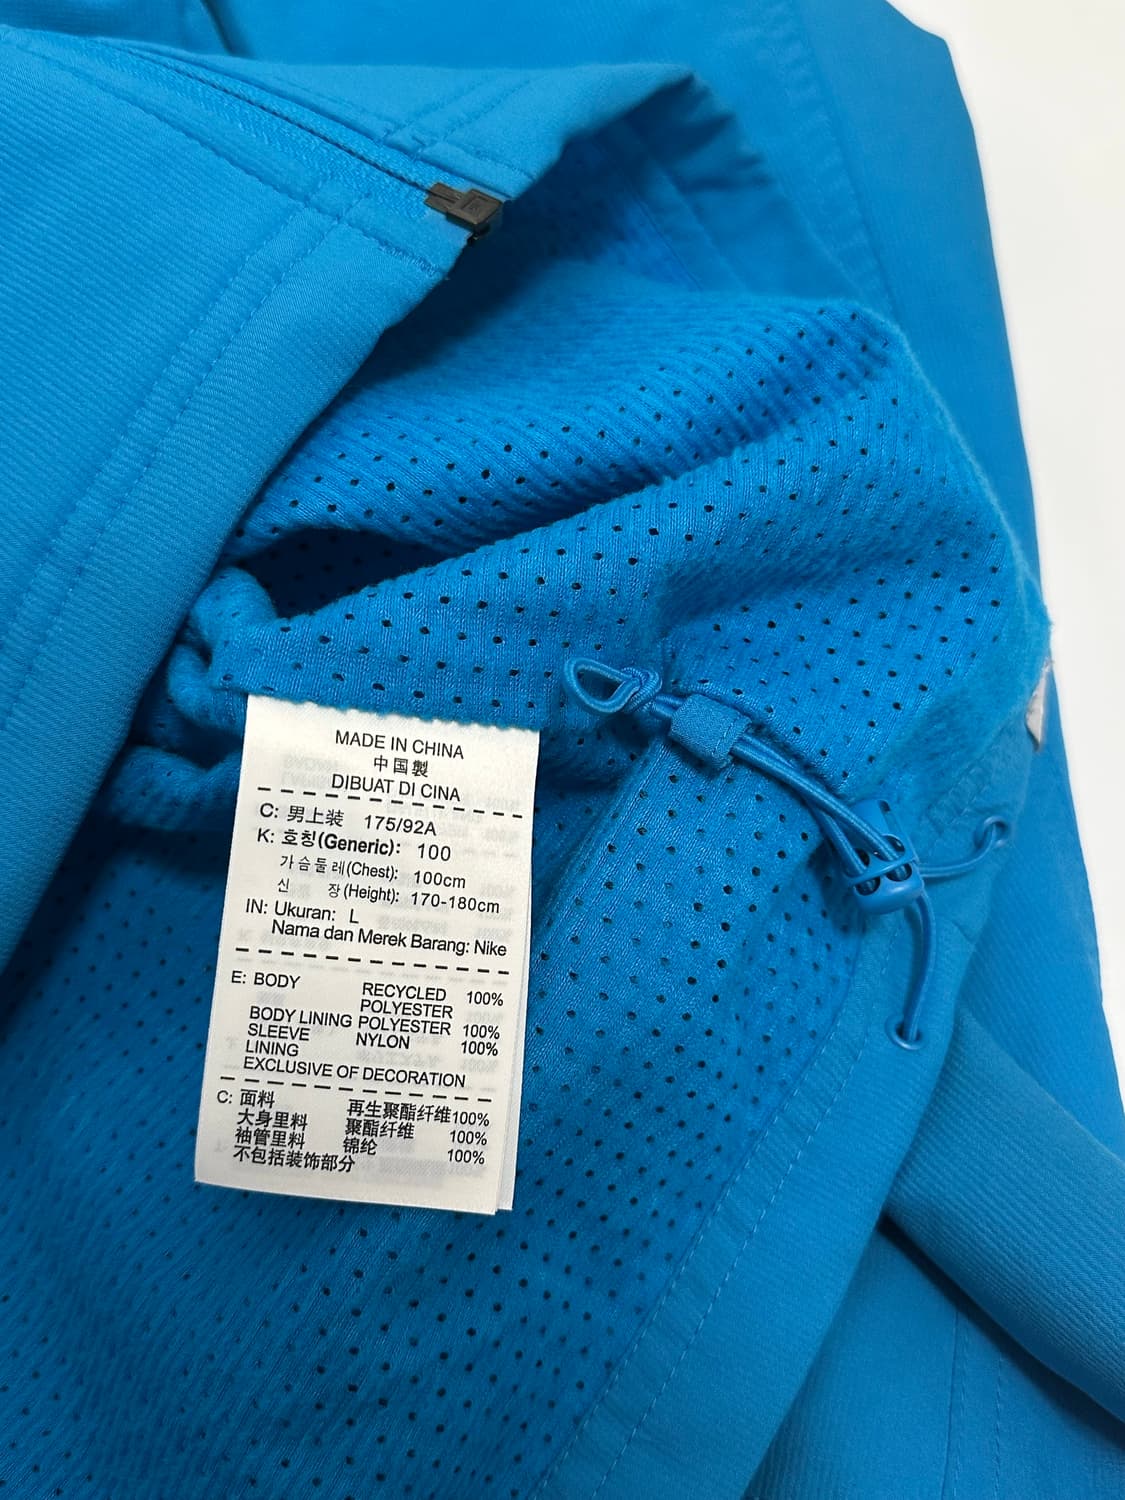 MADE IN CHINA
中国製
DIBUAT DI CINA
C: 男上装 175/92A
K: 호칭(Generic): 100
가슴둘레(Chest): 100cm
신 장(Height): 170-180cm
IN: Ukuran: L
Nama dan Merek Barang: Nike
E: BODY RECYCLED 100%
POLYESTER
BODY LINING POLYESTER 100%
SLEEVE NYLON 100%
LINING
EXCLUSIVE OF DECORATION
C: 面料 再生聚酯纤维100%
大身里料 聚酯纤维 100%
袖管里料 锦纶 100%
不包括装饰部分